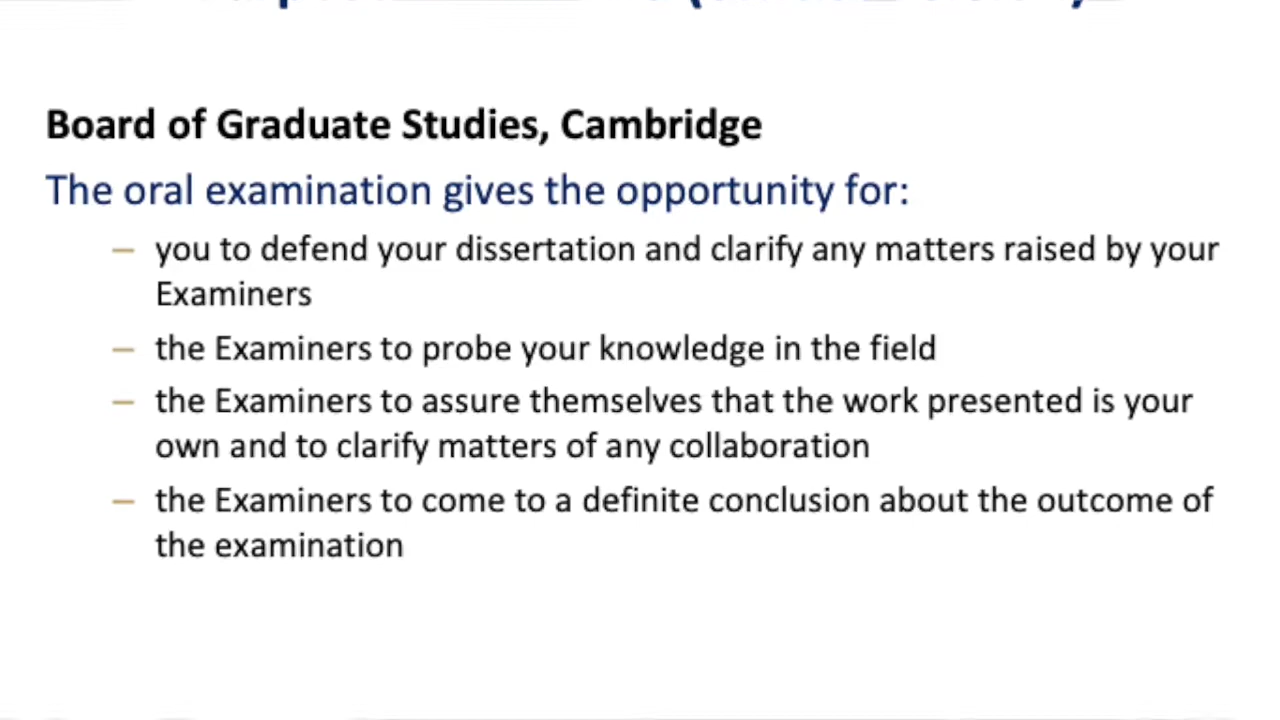 Board of Graduate Studies, Cambridge
The oral examination gives the opportunity for:
– you to defend your dissertation and clarify any matters raised by your
Examiners
– the Examiners to probe your knowledge in the field
– the Examiners to assure themselves that the work presented is your
own and to clarify matters of any collaboration
– the Examiners to come to a definite conclusion about the outcome of
the examination